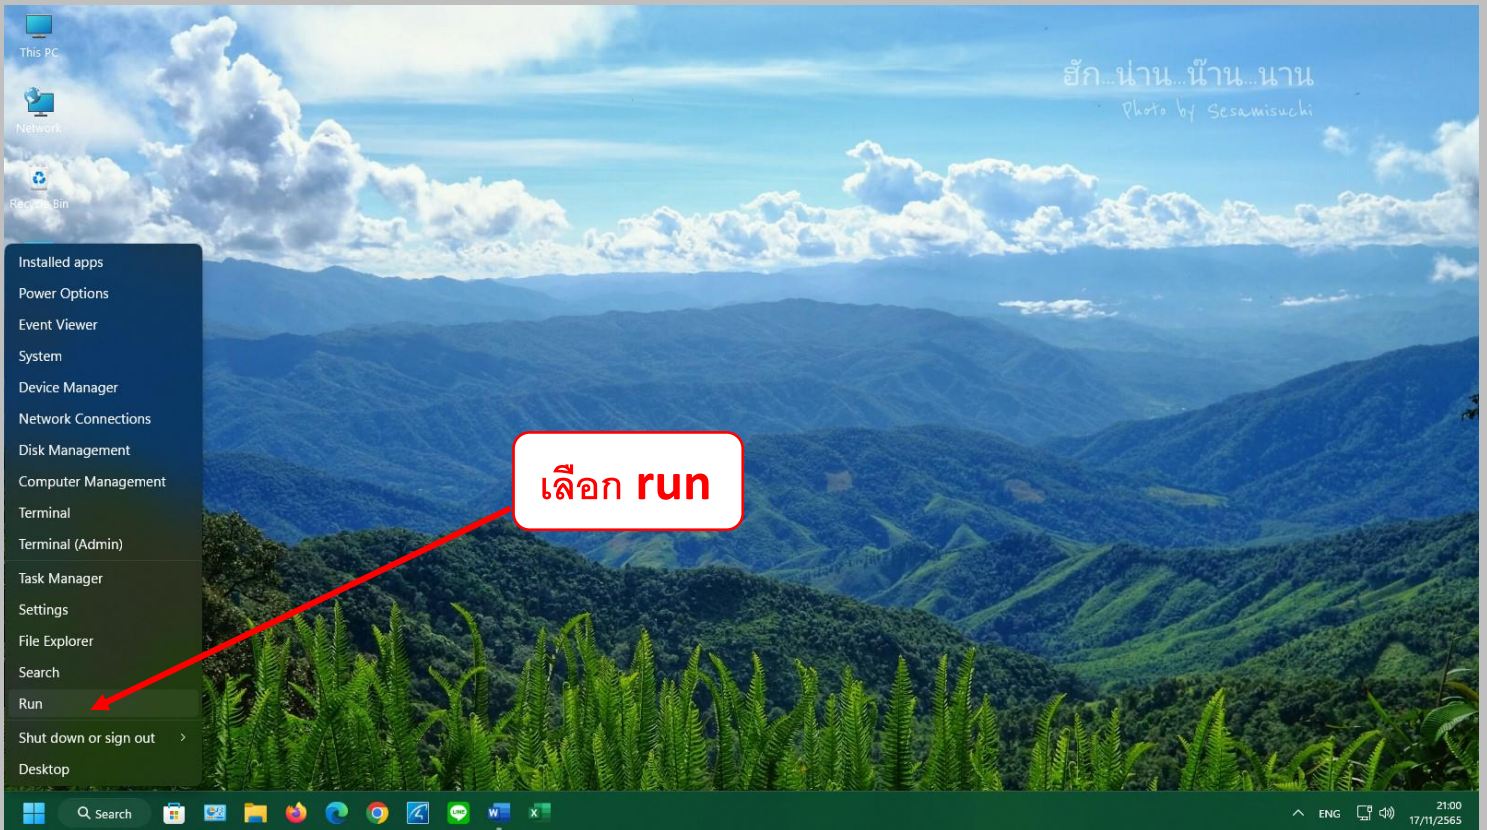 This PC
Network
Recycle Bin
ฮัก...น่าน...น๊าน...นาน
Photo by Sesamisuchi
Installed apps
Power Options
Event Viewer
System
Device Manager
Network Connections
Disk Management
Computer Management
Terminal
Terminal (Admin)
Task Manager
Settings
File Explorer
Search
Run
Shut down or sign out
Desktop
เลือก run
Search
LINE
W
X
ENG
21:00
17/11/2565